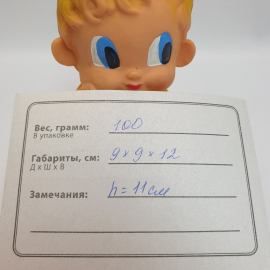 Вес, грамм: 100
В упаковке
Габариты, см: 9 x 9 x 12
Д х Ш х В
Замечания: h = 11 см